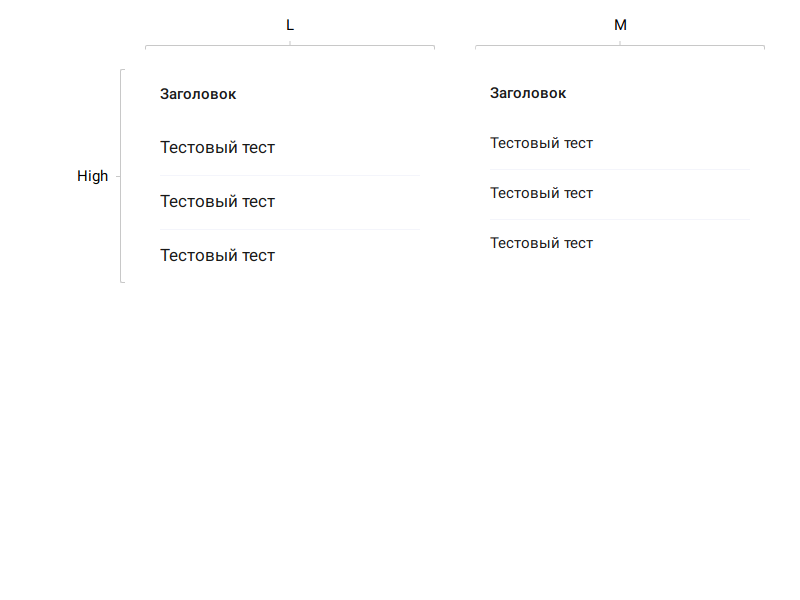 L
M
High
Заголовок
Тестовый тест
Тестовый тест
Тестовый тест
Заголовок
Тестовый тест
Тестовый тест
Тестовый тест